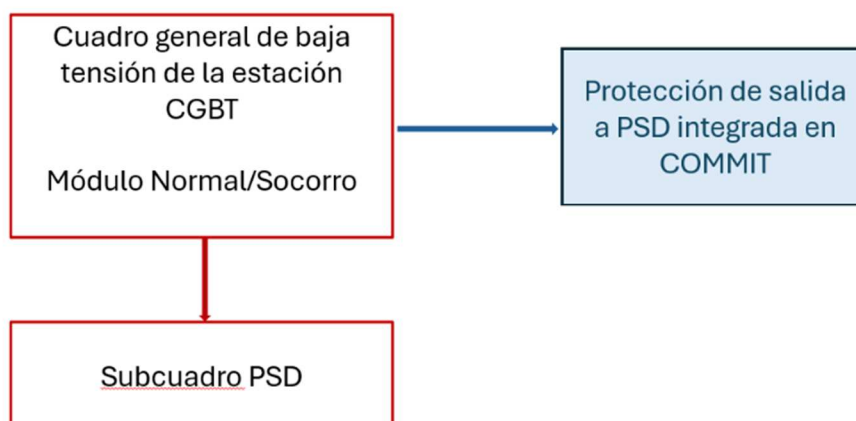 Cuadro general de baja
tensión de la estación
CGBT
Módulo Normal/Socorro
Protección de salida
a PSD integrada en
COMMIT
Subcuadro PSD